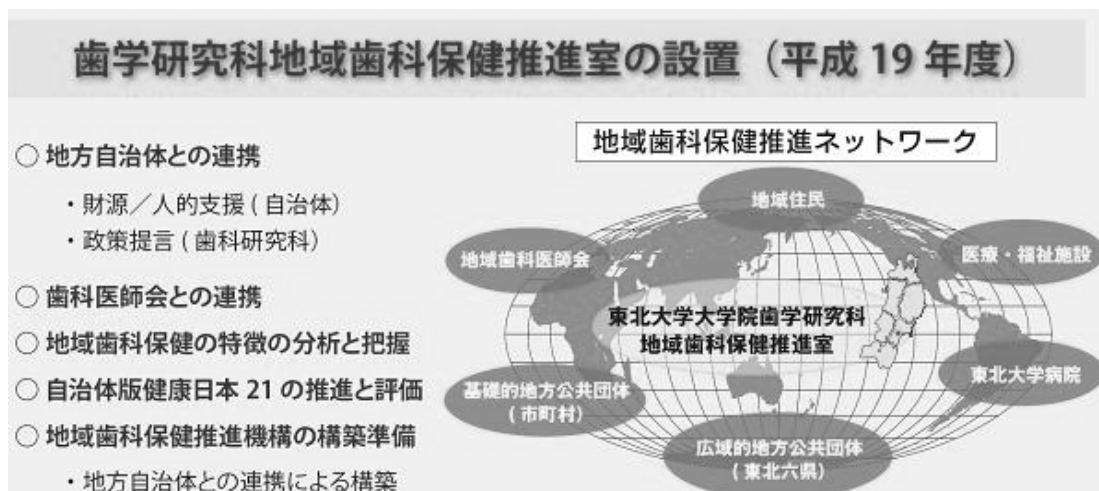 歯学研究科地域歯科保健推進室の設置（平成 19 年度）
○ 地方自治体との連携
・財源／人的支援 ( 自治体)
・政策提言 ( 歯科研究科)
○ 歯科医師会との連携
○ 地域歯科保健の特徴の分析と把握
○ 自治体版健康日本 21 の推進と評価
○ 地域歯科保健推進機構の構築準備
・地方自治体との連携による構築
地域歯科保健推進ネットワーク
地域住民
地域歯科医師会
医療・福祉施設
東北大学大学院歯学研究科
地域歯科保健推進室
基礎的地方公共団体
( 市町村)
東北大学病院
広域的地方公共団体
( 東北六県)